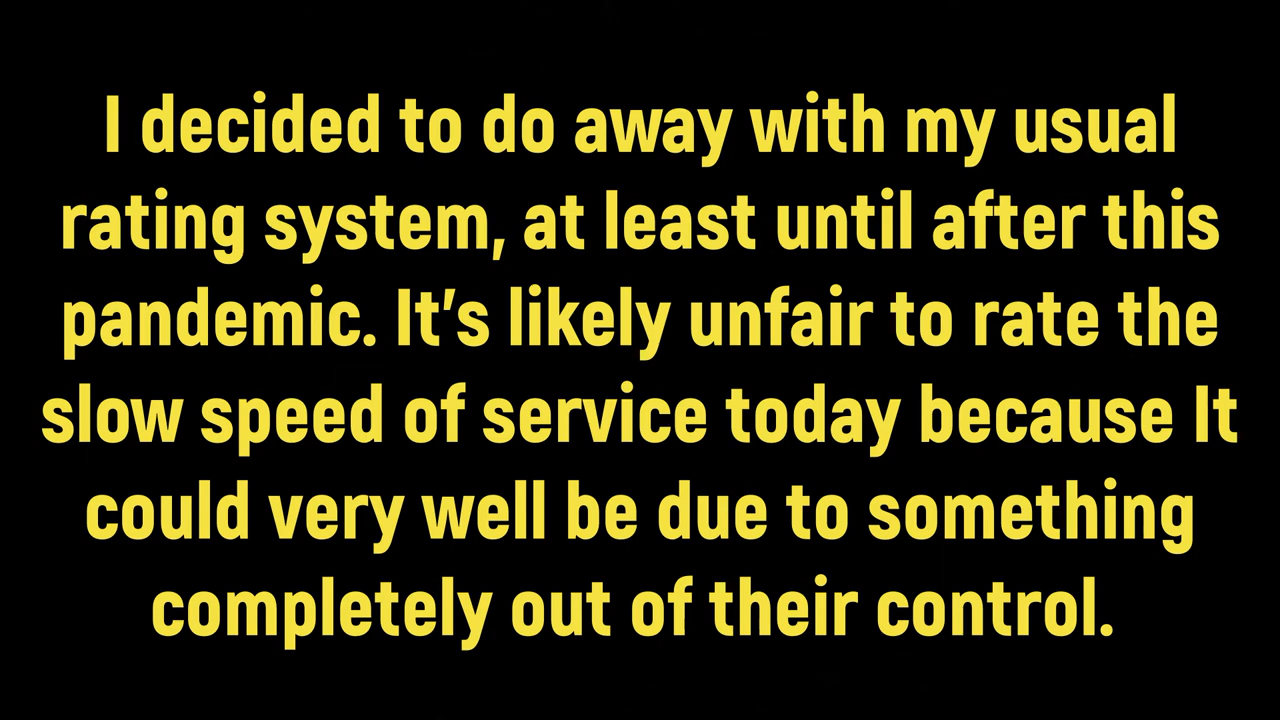 I decided to do away with my usual
rating system, at least until after this
pandemic. It's likely unfair to rate the
slow speed of service today because It
could very well be due to something
completely out of their control.